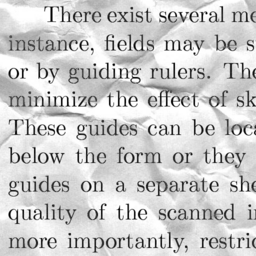 There exist several me
instance, fields may be s
or by guiding rulers. The
minimize the effect of sk
These guides can be loca
below the form or they
guides on a separate she
quality of the scanned i
more importantly, restric